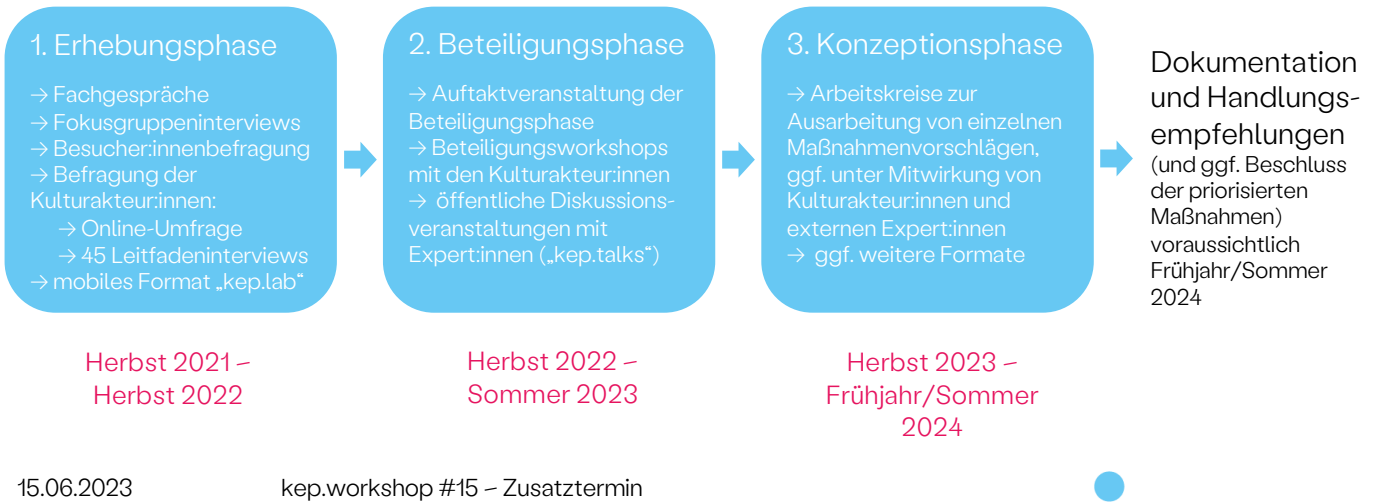 1. Erhebungsphase
→ Fachgespräche
→ Fokusgruppeninterviews
→ Besucher:innenbefragung
→ Befragung der
Kulturakteur:innen:
→ Online-Umfrage
→ 45 Leitfadeninterviews
→ mobiles Format „kep.lab“
Herbst 2021 –
Herbst 2022
2. Beteiligungsphase
→ Auftaktveranstaltung der
Beteiligungsphase
→ Beteiligungsworkshops
mit den Kulturakteur:innen
→ öffentliche Diskussions-
veranstaltungen mit
Expert:innen („kep.talks“)
Herbst 2022 –
Sommer 2023
3. Konzeptionsphase
→ Arbeitskreise zur
Ausarbeitung von einzelnen
Maßnahmenvorschlägen,
ggf. unter Mitwirkung von
Kulturakteur:innen und
externen Expert:innen
→ ggf. weitere Formate
Herbst 2023 –
Frühjahr/Sommer
2024
Dokumentation
und Handlungs-
empfehlungen
(und ggf. Beschluss
der priorisierten
Maßnahmen)
voraussichtlich
Frühjahr/Sommer
2024
15.06.2023
kep.workshop #15 – Zusatztermin